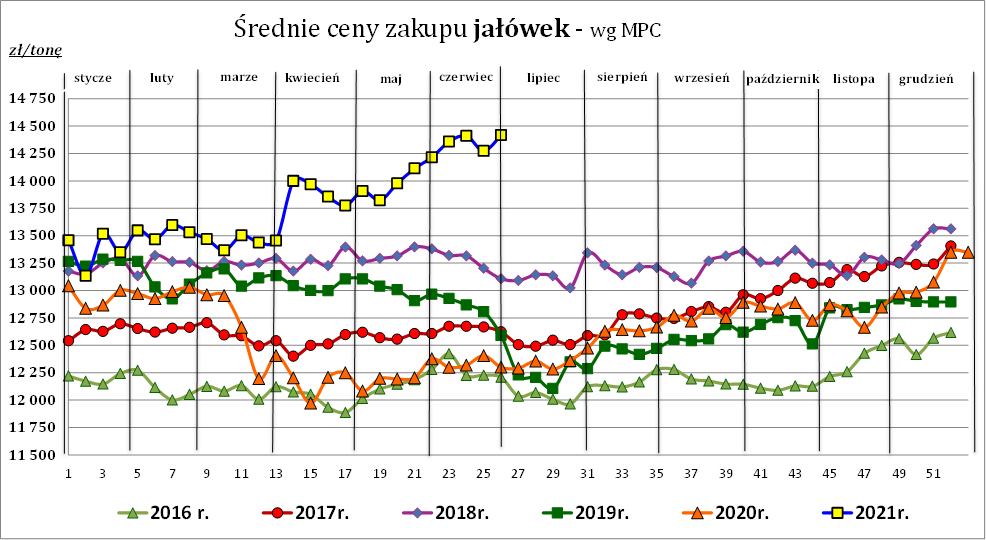 Średnie ceny zakupu jałówek - wg MPC
zł/tonę
stycze luty marze kwiecień maj czerwiec lipiec sierpień wrzesień październik listopa grudzień
14 750
14 500
14 250
14 000
13 750
13 500
13 250
13 000
12 750
12 500
12 250
12 000
11 750
11 500
1 3 5 7 9 11 13 15 17 19 21 23 25 27 29 31 33 35 37 39 41 43 45 47 49 51
2016 r. 2017r. 2018r. 2019r. 2020r. 2021r.